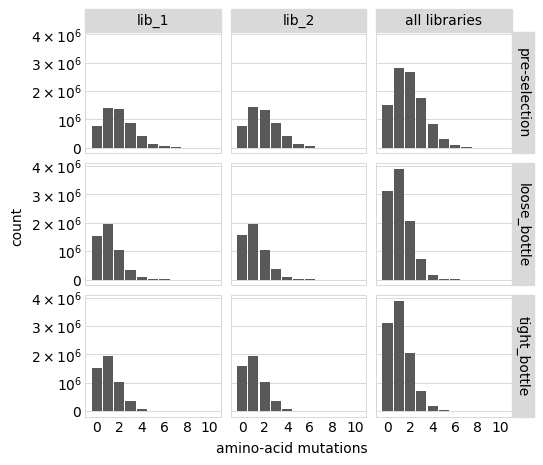 lib_1 lib_2 all libraries
4 × 10⁶
3 × 10⁶
2 × 10⁶
10⁶
0
pre-selection
4 × 10⁶
3 × 10⁶
2 × 10⁶
10⁶
0
loose_bottle
count
4 × 10⁶
3 × 10⁶
2 × 10⁶
10⁶
0
tight_bottle
0 2 4 6 8 10 0 2 4 6 8 10 0 2 4 6 8 10
amino-acid mutations